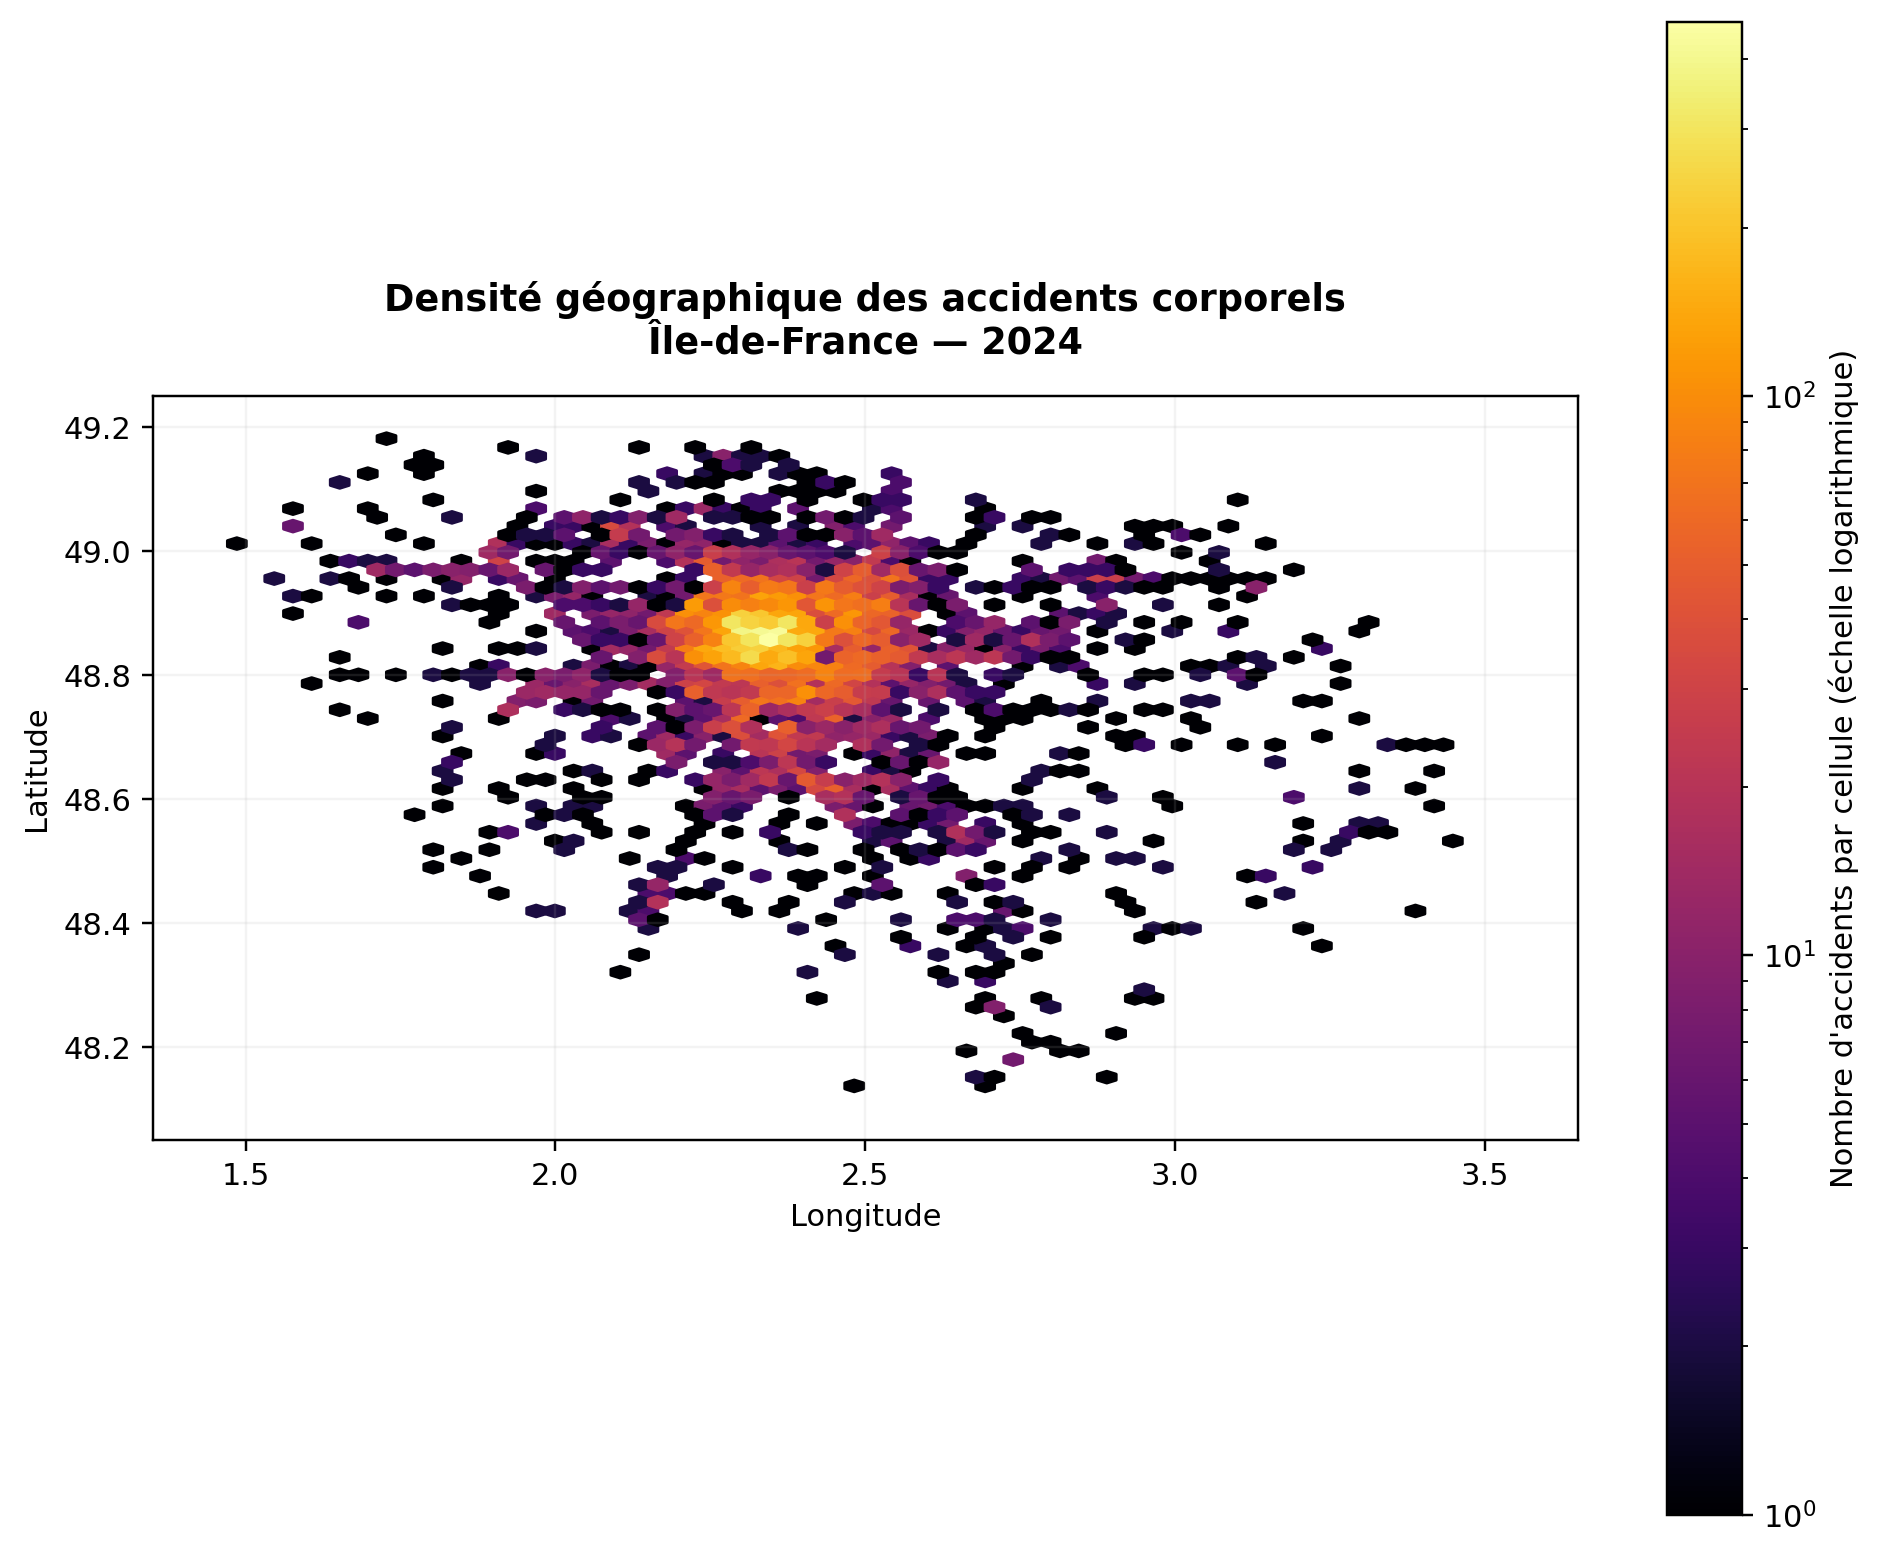 Densité géographique des accidents corporels
Île-de-France — 2024
49.2
49.0
48.8
48.6
48.4
48.2
Latitude
1.5
2.0
2.5
3.0
3.5
Longitude
10²
10¹
10⁰
Nombre d'accidents par cellule (échelle logarithmique)